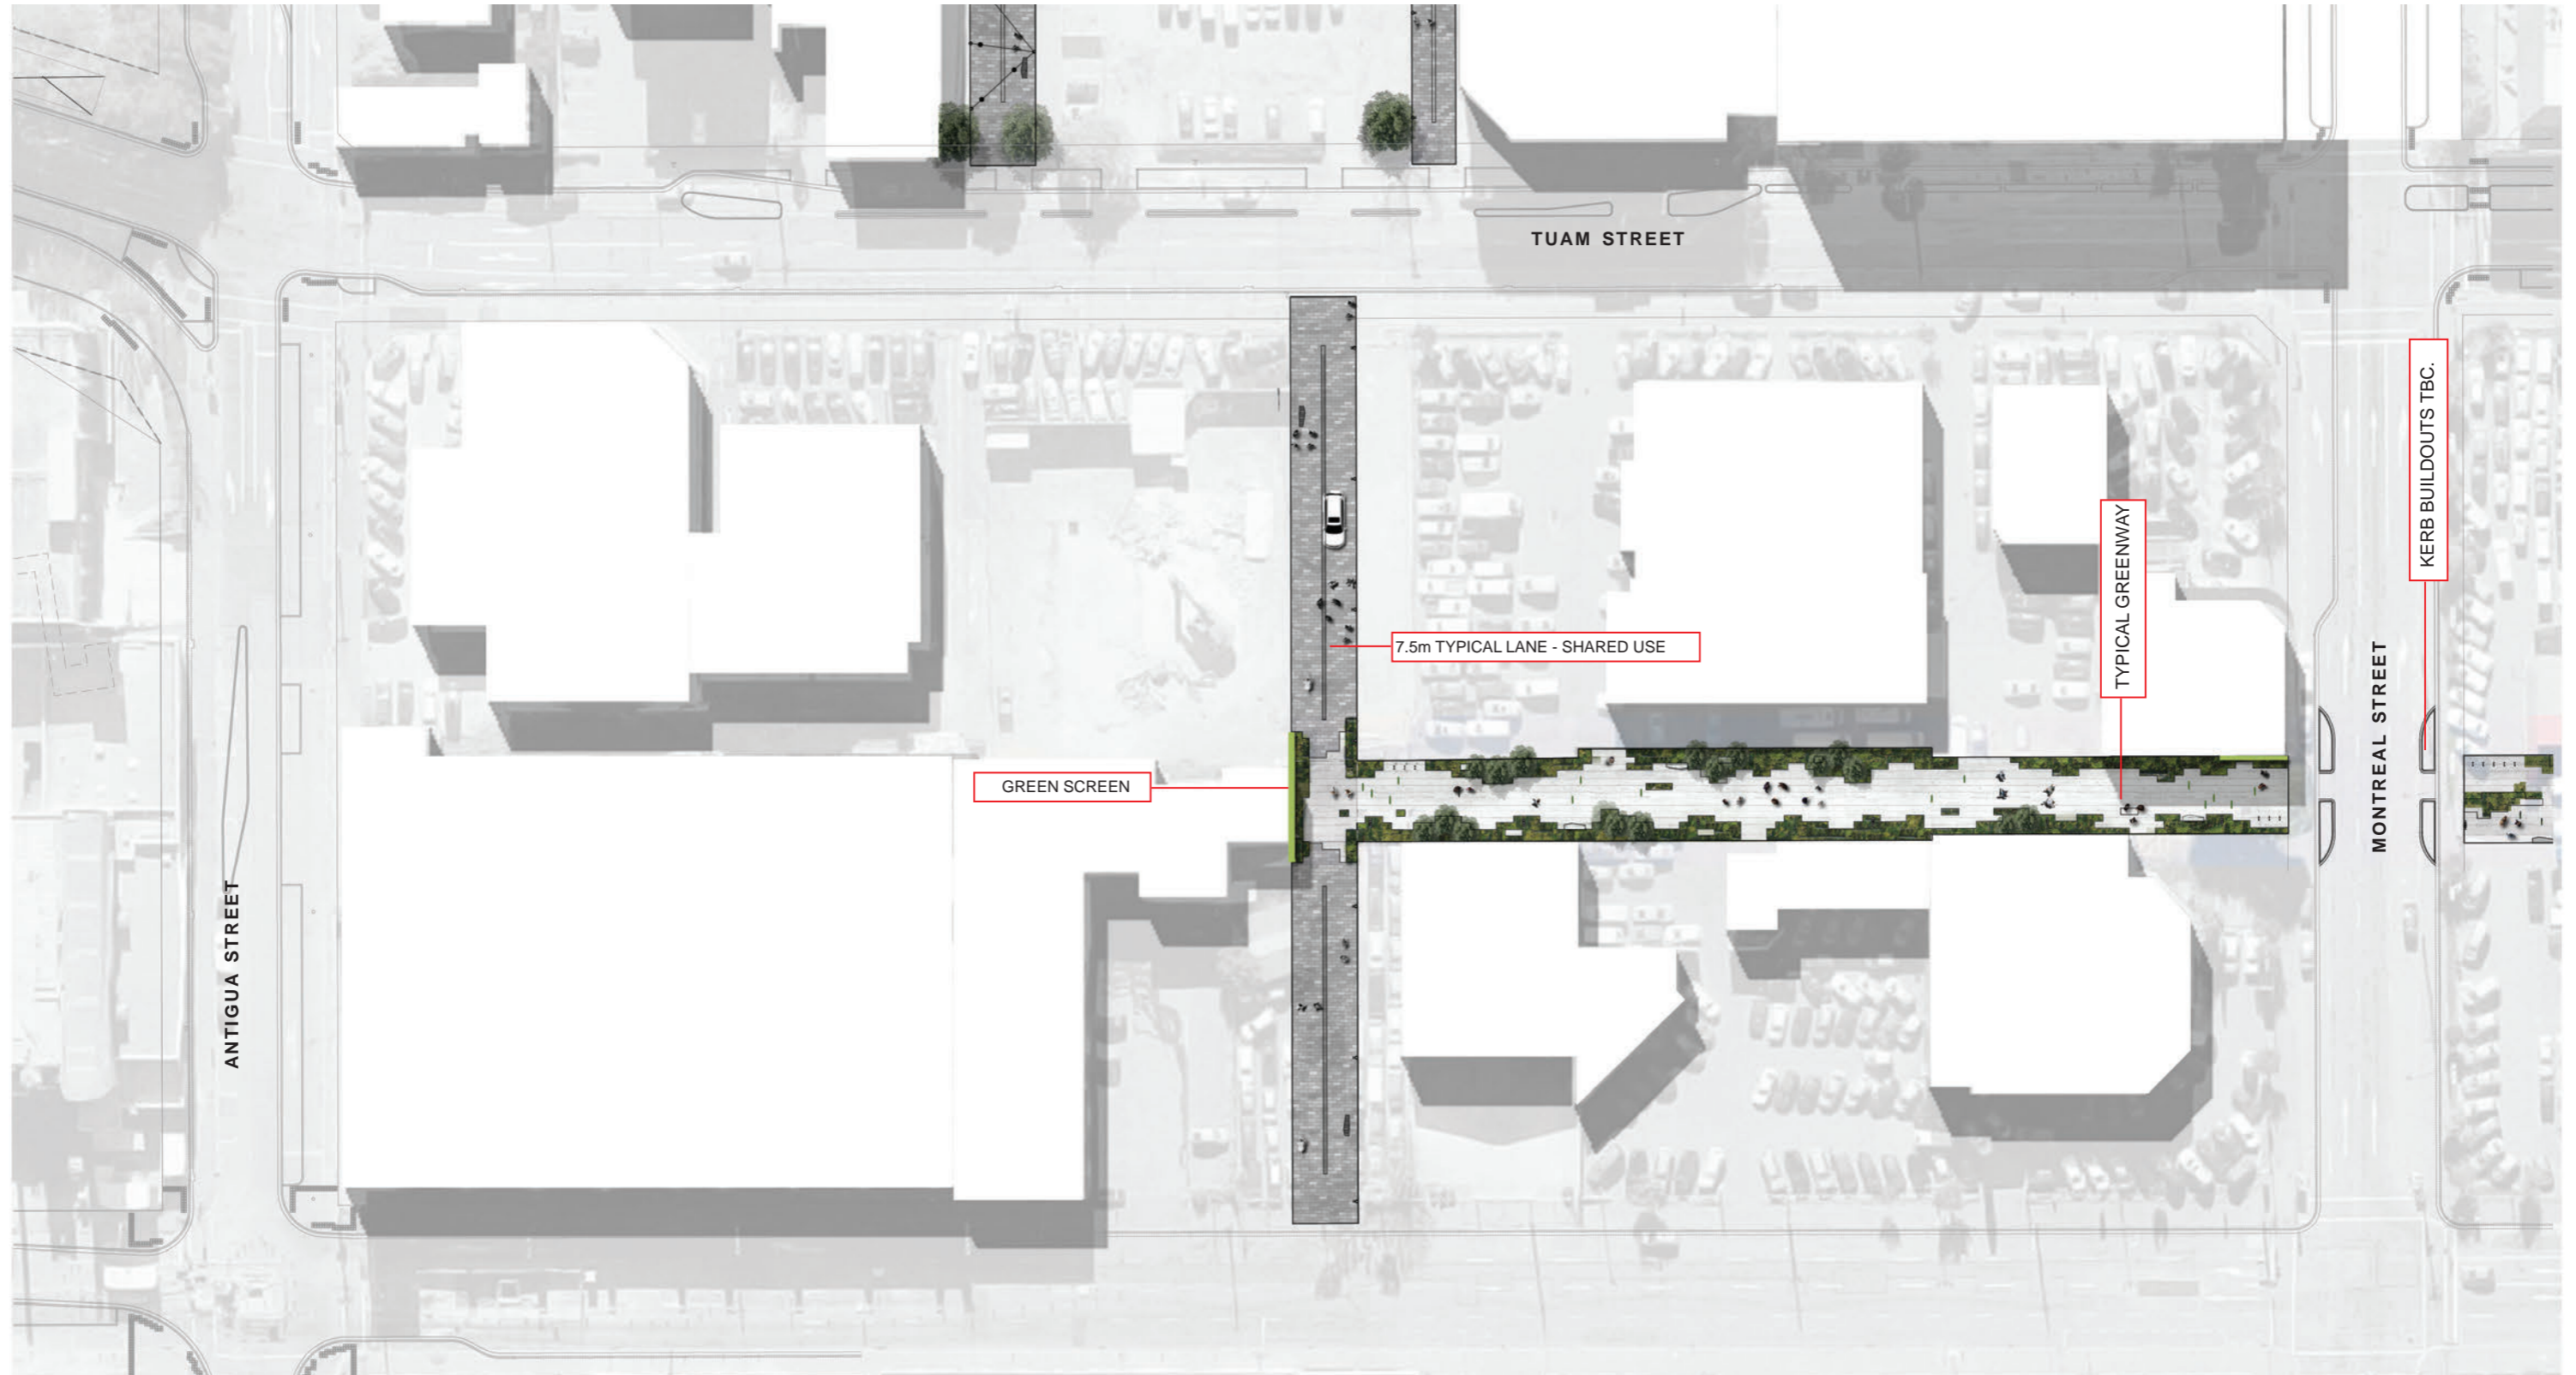 TUAM STREET
KERB BUILDOUTS TBC.
TYPICAL GREENWAY
7.5m TYPICAL LANE - SHARED USE
MONTREAL STREET
GREEN SCREEN
ANTIGUA STREET